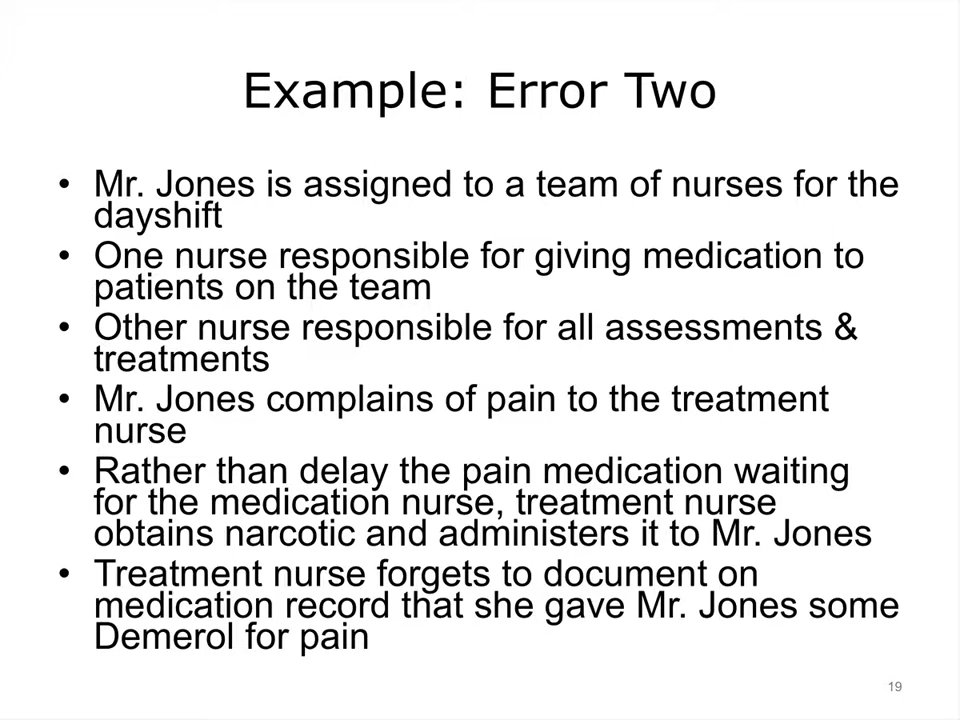 Example: Error Two
• Mr. Jones is assigned to a team of nurses for the
dayshift
• One nurse responsible for giving medication to
patients on the team
• Other nurse responsible for all assessments &
treatments
• Mr. Jones complains of pain to the treatment
nurse
• Rather than delay the pain medication waiting
for the medication nurse, treatment nurse
obtains narcotic and administers it to Mr. Jones
• Treatment nurse forgets to document on
medication record that she gave Mr. Jones some
Demerol for pain
19